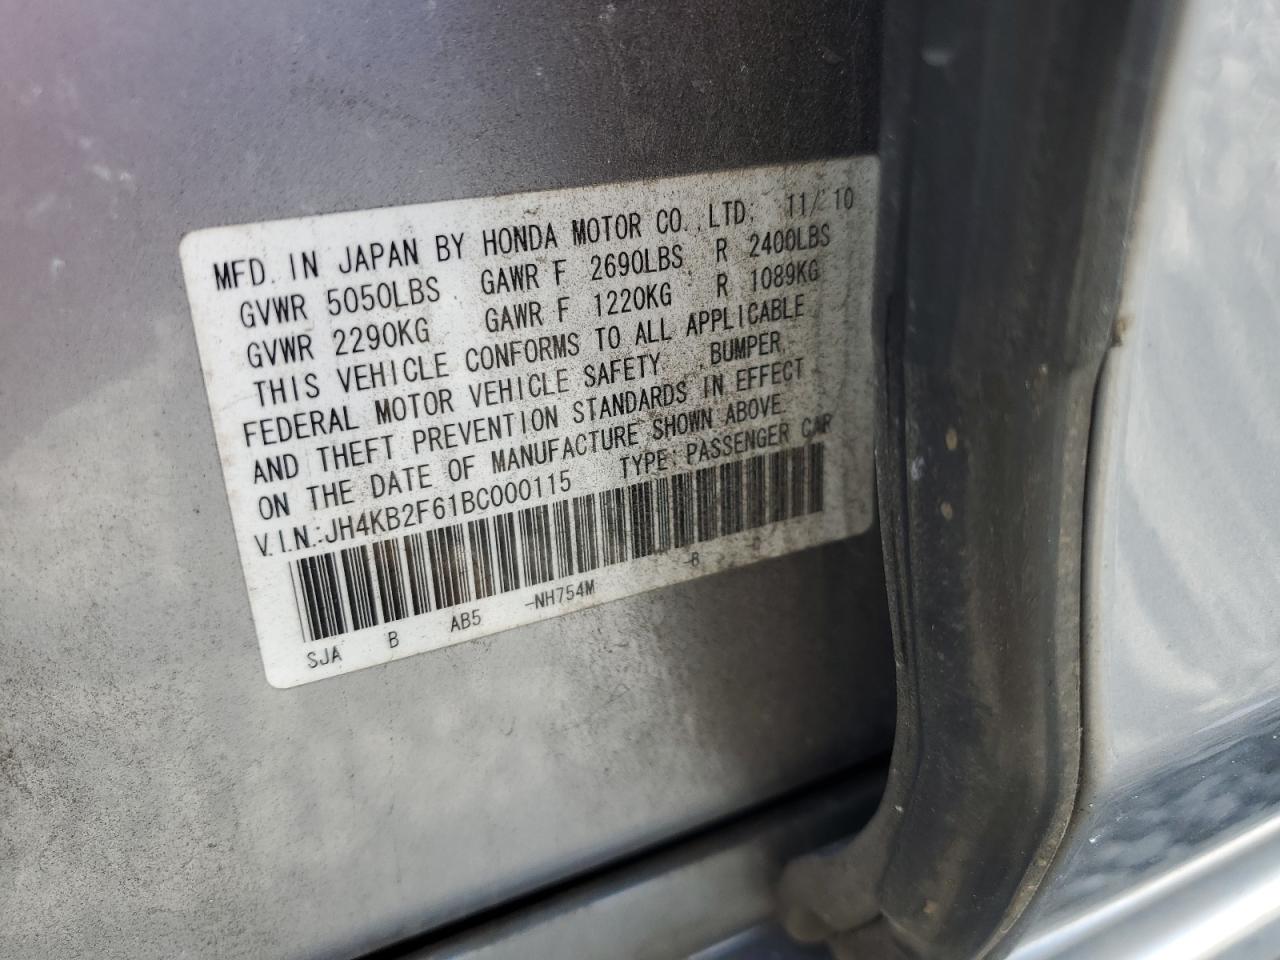 MFD. IN JAPAN BY HONDA MOTOR CO., LTD. 11/10
GVWR 5050LBS GAWR F 2690LBS R 2400LBS
GVWR 2290KG GAWR F 1220KG R 1089KG
THIS VEHICLE CONFORMS TO ALL APPLICABLE
FEDERAL MOTOR VEHICLE SAFETY, BUMPER,
AND THEFT PREVENTION STANDARDS IN EFFECT
ON THE DATE OF MANUFACTURE SHOWN ABOVE.
V.I.N.:JH4KB2F61BC000115 TYPE:PASSENGER CAR
SJA B AB5 -NH754M -B